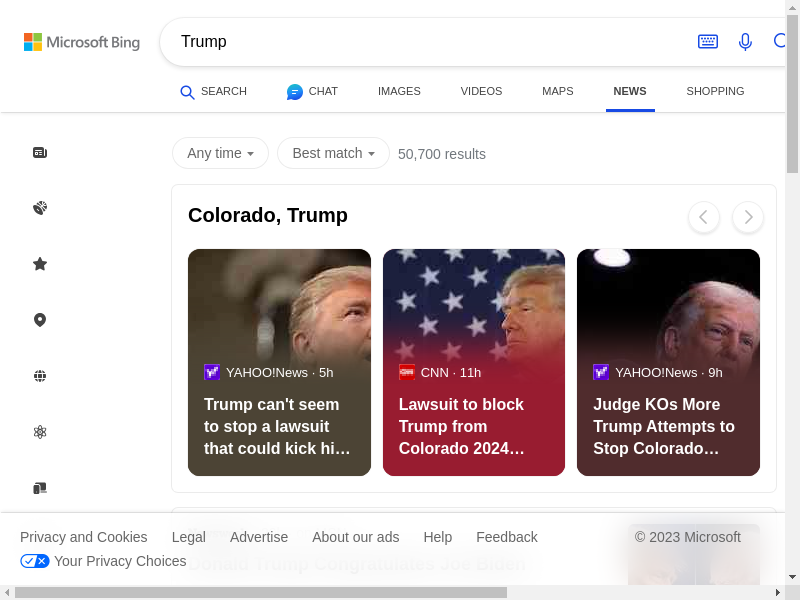 Microsoft Bing
Trump
SEARCH
CHAT
IMAGES
VIDEOS
MAPS
NEWS
SHOPPING
Any time
Best match
50,700 results
Colorado, Trump
YAHOO!News · 5h
Trump can't seem
to stop a lawsuit
that could kick hi…
CNN · 11h
Lawsuit to block
Trump from
Colorado 2024…
YAHOO!News · 9h
Judge KOs More
Trump Attempts to
Stop Colorado…
Privacy and Cookies
Legal
Advertise
About our ads
Help
Feedback
© 2023 Microsoft
Your Privacy Choices
Donald Trump Congratulates Joe Biden